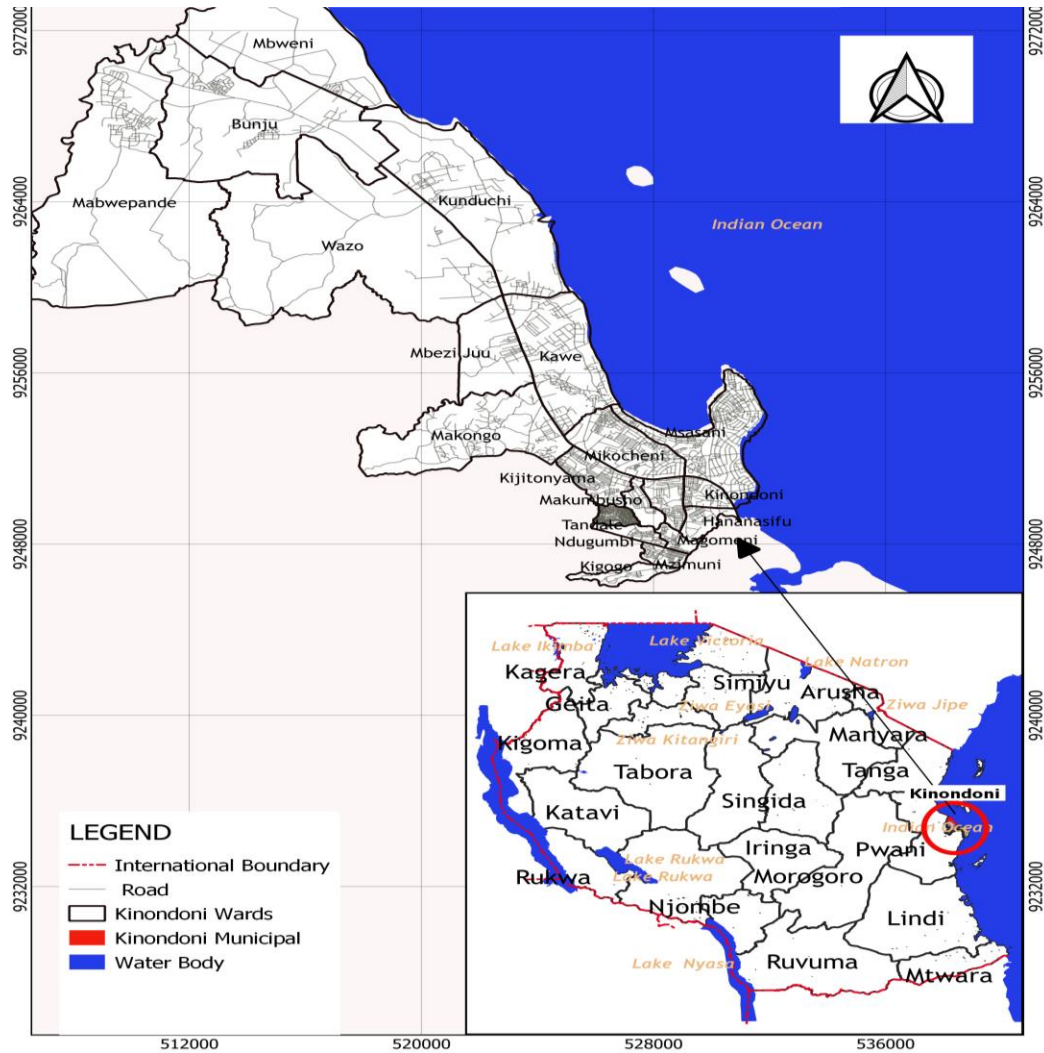 9272000
9272000
Mbweni
Bunju
Mabwepande
Kunduchi
9264000
9264000
Indian Ocean
Wazo
Mbezi Juu
Kawe
9256000
9256000
Msasani
Makongo
Mikocheni
Kijitonyama
Kinondoni
Makumbusho
Hananasifu
Tandale
Ndugumbi
Magomeni
9248000
9248000
Kigogo
Mzimuni
Lake Ikimba
Lake Victoria
Lake Natron
Kagera
Simiyu
Arusha
Geita
Ziwa Eyasi
Ziwa Jipe
9240000
9240000
Kigoma
Ziwa Kitangiri
Manyara
Tabora
Tanga
Kinondoni
Katavi
Singida
Indian Ocean
Iringa
Pwani
Lake Rukwa
Rukwa
Lake Rukwa
Morogoro
9232000
9232000
Njombe
Lindi
Lake Nyasa
Ruvuma
Mtwara
LEGEND
International Boundary
Road
Kinondoni Wards
Kinondoni Municipal
Water Body
512000
520000
528000
536000